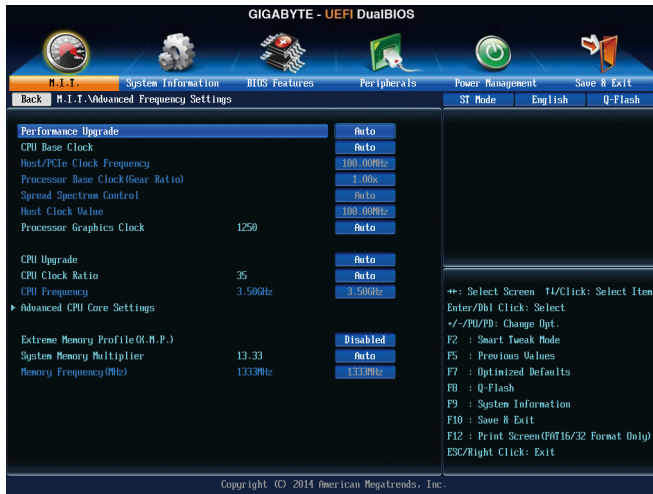 GIGABYTE - UEFI DualBIOS
M.I.T. System Information BIOS Features Peripherals Power Management Save & Exit
Back M.I.T.\Advanced Frequency Settings ST Mode English Q-Flash
Performance Upgrade Auto
CPU Base Clock Auto
Host/PCIe Clock Frequency 100.00MHz
Processor Base Clock(Gear Ratio) 1.00x
Spread Spectrum Control Auto
Host Clock Value 100.00MHz
Processor Graphics Clock 1250 Auto
CPU Upgrade Auto
CPU Clock Ratio 35 Auto
CPU Frequency 3.50GHz 3.50GHz
Advanced CPU Core Settings
Extreme Memory Profile(X.M.P.) Disabled
System Memory Multiplier 13.33 Auto
Memory Frequency(MHz) 1333MHz 1333MHz
→←: Select Screen ↑↓/Click: Select Item
Enter/Dbl Click: Select
+/-/PU/PD: Change Opt.
F2 : Smart Tweak Mode
F5 : Previous Values
F7 : Optimized Defaults
F8 : Q-Flash
F9 : System Information
F10 : Save & Exit
F12 : Print Screen(FAT16/32 Format Only)
ESC/Right Click: Exit
Copyright (C) 2014 American Megatrends, Inc.